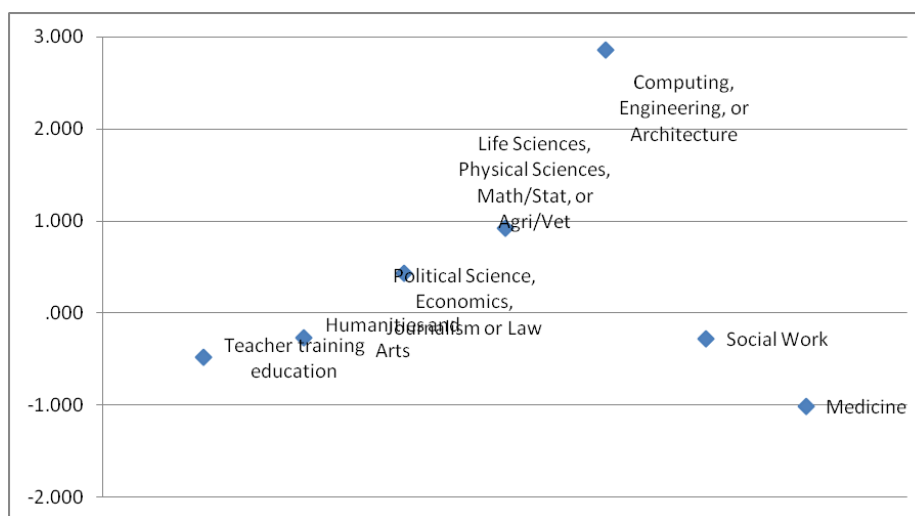 3.000
2.000
1.000
.000
-1.000
-2.000
Computing,
Engineering, or
Architecture
Life Sciences,
Physical Sciences,
Math/Stat, or
Agri/Vet
Political Science,
Economics,
Journalism or Law
Humanities and
Arts
Teacher training
education
Social Work
Medicine